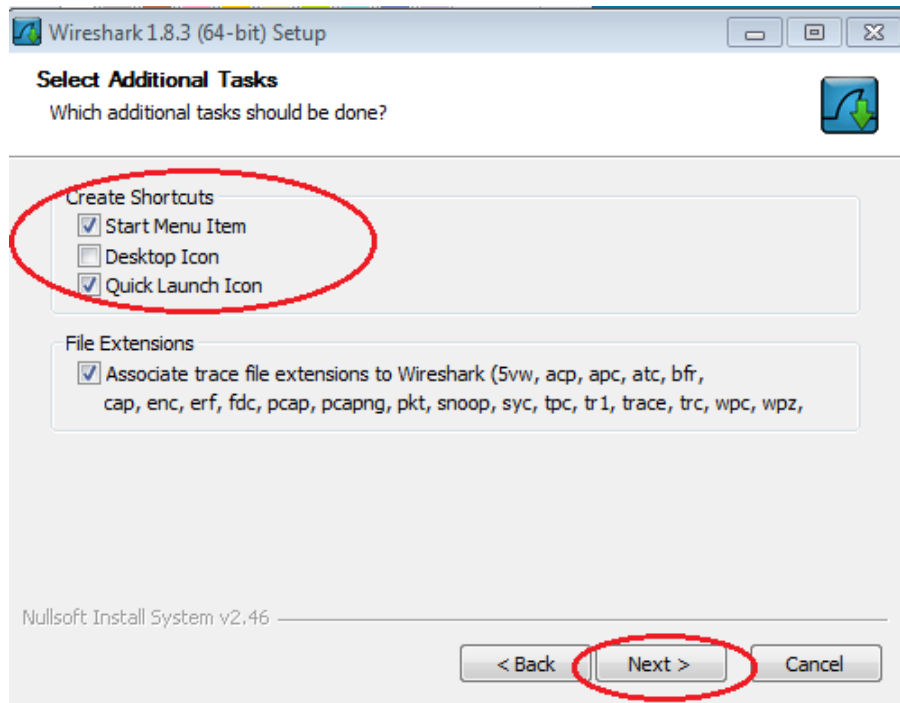 Wireshark 1.8.3 (64-bit) Setup
Select Additional Tasks
Which additional tasks should be done?
Create Shortcuts
Start Menu Item
Desktop Icon
Quick Launch Icon
File Extensions
Associate trace file extensions to Wireshark (5vw, acp, apc, atc, bfr,
cap, enc, erf, fdc, pcap, pcapng, pkt, snoop, syc, tpc, tr1, trace, trc, wpc, wpz,
Nullsoft Install System v2.46
< Back Next > Cancel